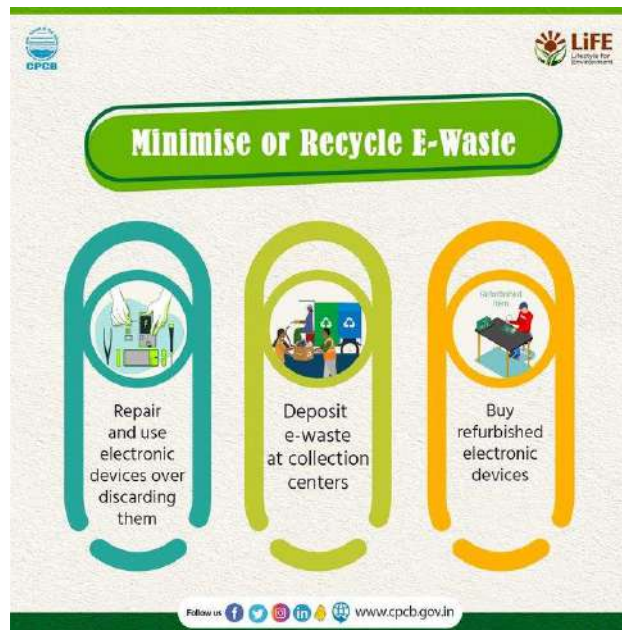 CPCB
LiFE
Lifestyle for
Environment
Minimise or Recycle E-Waste
Refurbished
Item
Repair
and use
electronic
devices over
discarding
them
Deposit
e-waste
at collection
centers
Buy
refurbished
electronic
devices
Follow us
www.cpcb.gov.in